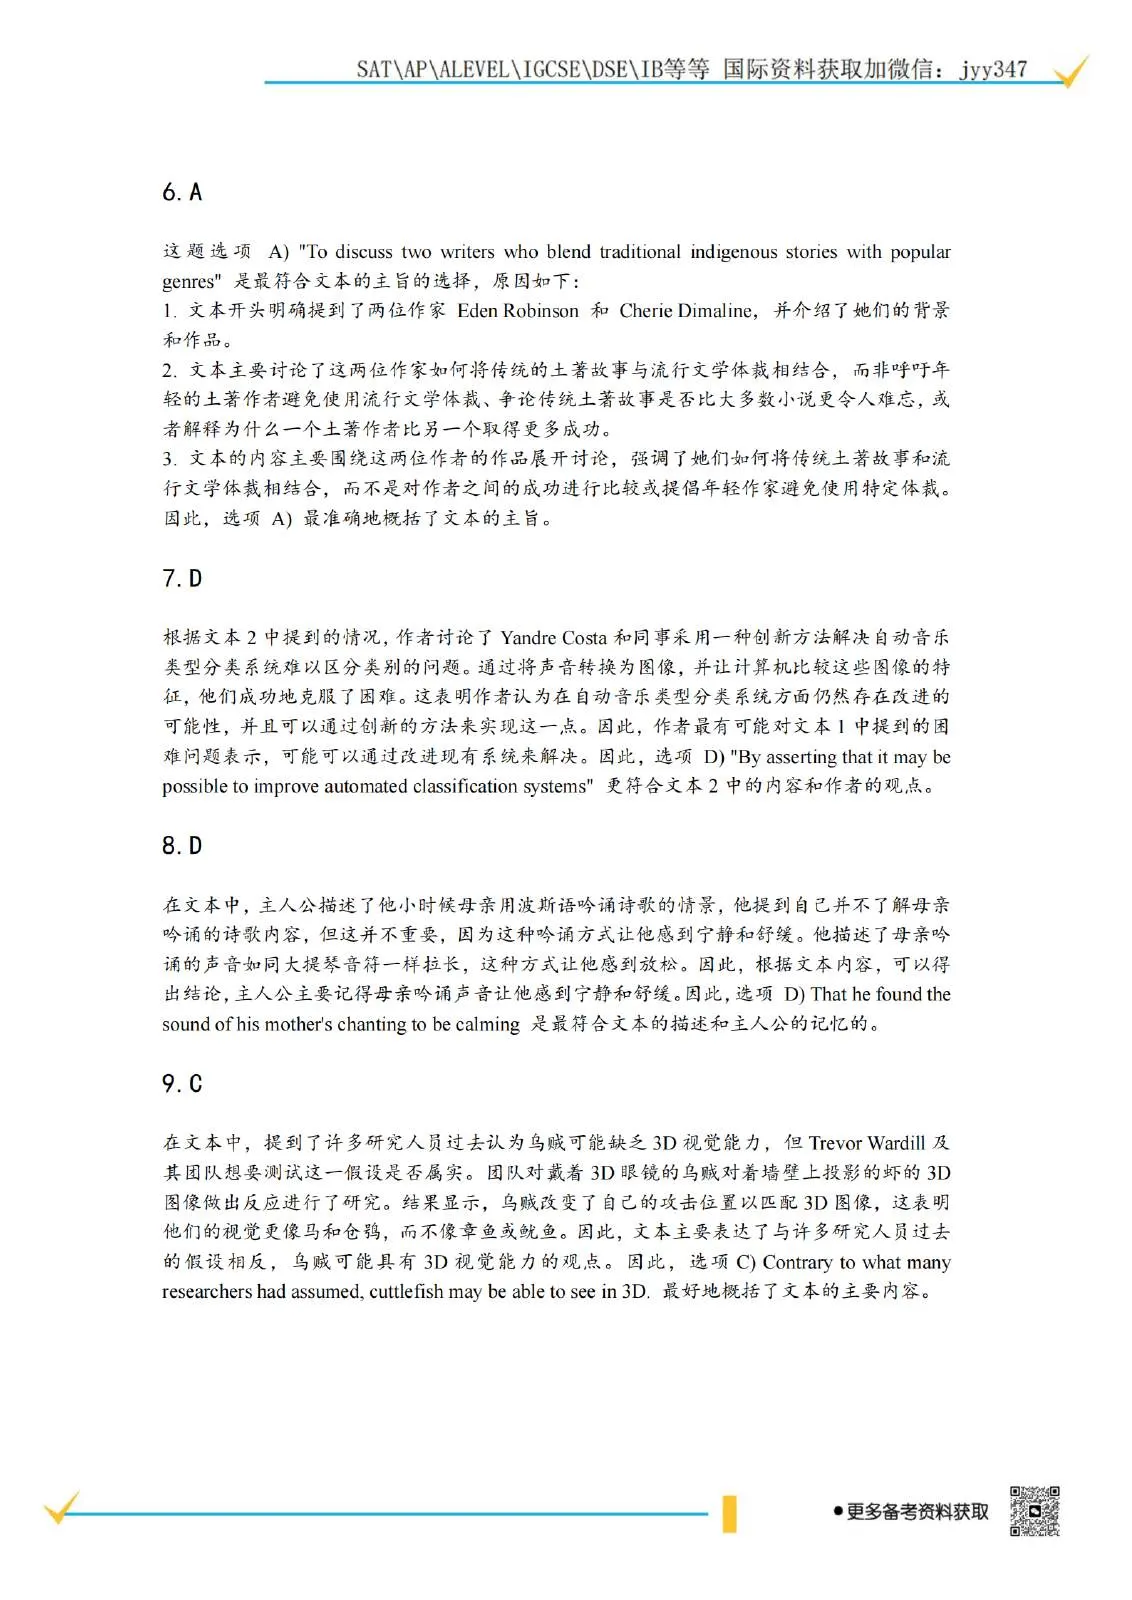 SAT\AP\ALEVEL\IGCSE\DSE\IB等等 国际资料获取加微信：jyy347
6. A
这题选项 A) "To discuss two writers who blend traditional indigenous stories with popular
genres" 是最符合文本的主旨的选择，原因如下：
1. 文本开头明确提到了两位作家 Eden Robinson 和 Cherie Dimaline，并介绍了她们的背景
和作品。
2. 文本主要讨论了这两位作家如何将传统的土著故事与流行文学体裁相结合，而非呼吁年
轻的土著作者避免使用流行文学体裁、争论传统土著故事是否比大多数小说更令人难忘，或
者解释为什么一个土著作者比另一个取得更多成功。
3. 文本的内容主要围绕这两位作者的作品展开讨论，强调了她们如何将传统土著故事和流
行文学体裁相结合，而不是对作者之间的成功进行比较或提倡年轻作家避免使用特定体裁。
因此，选项 A) 最准确地概括了文本的主旨。
7. D
根据文本 2 中提到的情况，作者讨论了 Yandre Costa 和同事采用一种创新方法解决自动音乐
类型分类系统难以区分类别的问题。通过将声音转换为图像，并让计算机比较这些图像的特
征，他们成功地克服了困难。这表明作者认为在自动音乐类型分类系统方面仍然存在改进的
可能性，并且可以通过创新的方法来实现这一点。因此，作者最有可能对文本 1 中提到的困
难问题表示，可能可以通过改进现有系统来解决。因此，选项 D) "By asserting that it may be
possible to improve automated classification systems" 更符合文本 2 中的内容和作者的观点。
8. D
在文本中，主人公描述了他小时候母亲用波斯语吟诵诗歌的情景，他提到自己并不了解母亲
吟诵的诗歌内容，但这并不重要，因为这种吟诵方式让他感到宁静和舒缓。他描述了母亲吟
诵的声音如同大提琴音符一样拉长，这种方式让他感到放松。因此，根据文本内容，可以得
出结论，主人公主要记得母亲吟诵声音让他感到宁静和舒缓。因此，选项 D) That he found the
sound of his mother's chanting to be calming 是最符合文本的描述和主人公的记忆的。
9. C
在文本中，提到了许多研究人员过去认为乌贼可能缺乏 3D 视觉能力，但 Trevor Wardill 及
其团队想要测试这一假设是否属实。团队对戴着 3D 眼镜的乌贼对着墙壁上投影的虾的 3D
图像做出反应进行了研究。结果显示，乌贼改变了自己的攻击位置以匹配 3D 图像，这表明
他们的视觉更像马和仓鸮，而不像章鱼或鱿鱼。因此，文本主要表达了与许多研究人员过去
的假设相反，乌贼可能具有 3D 视觉能力的观点。因此，选项 C) Contrary to what many
researchers had assumed, cuttlefish may be able to see in 3D. 最好地概括了文本的主要内容。
●更多备考资料获取